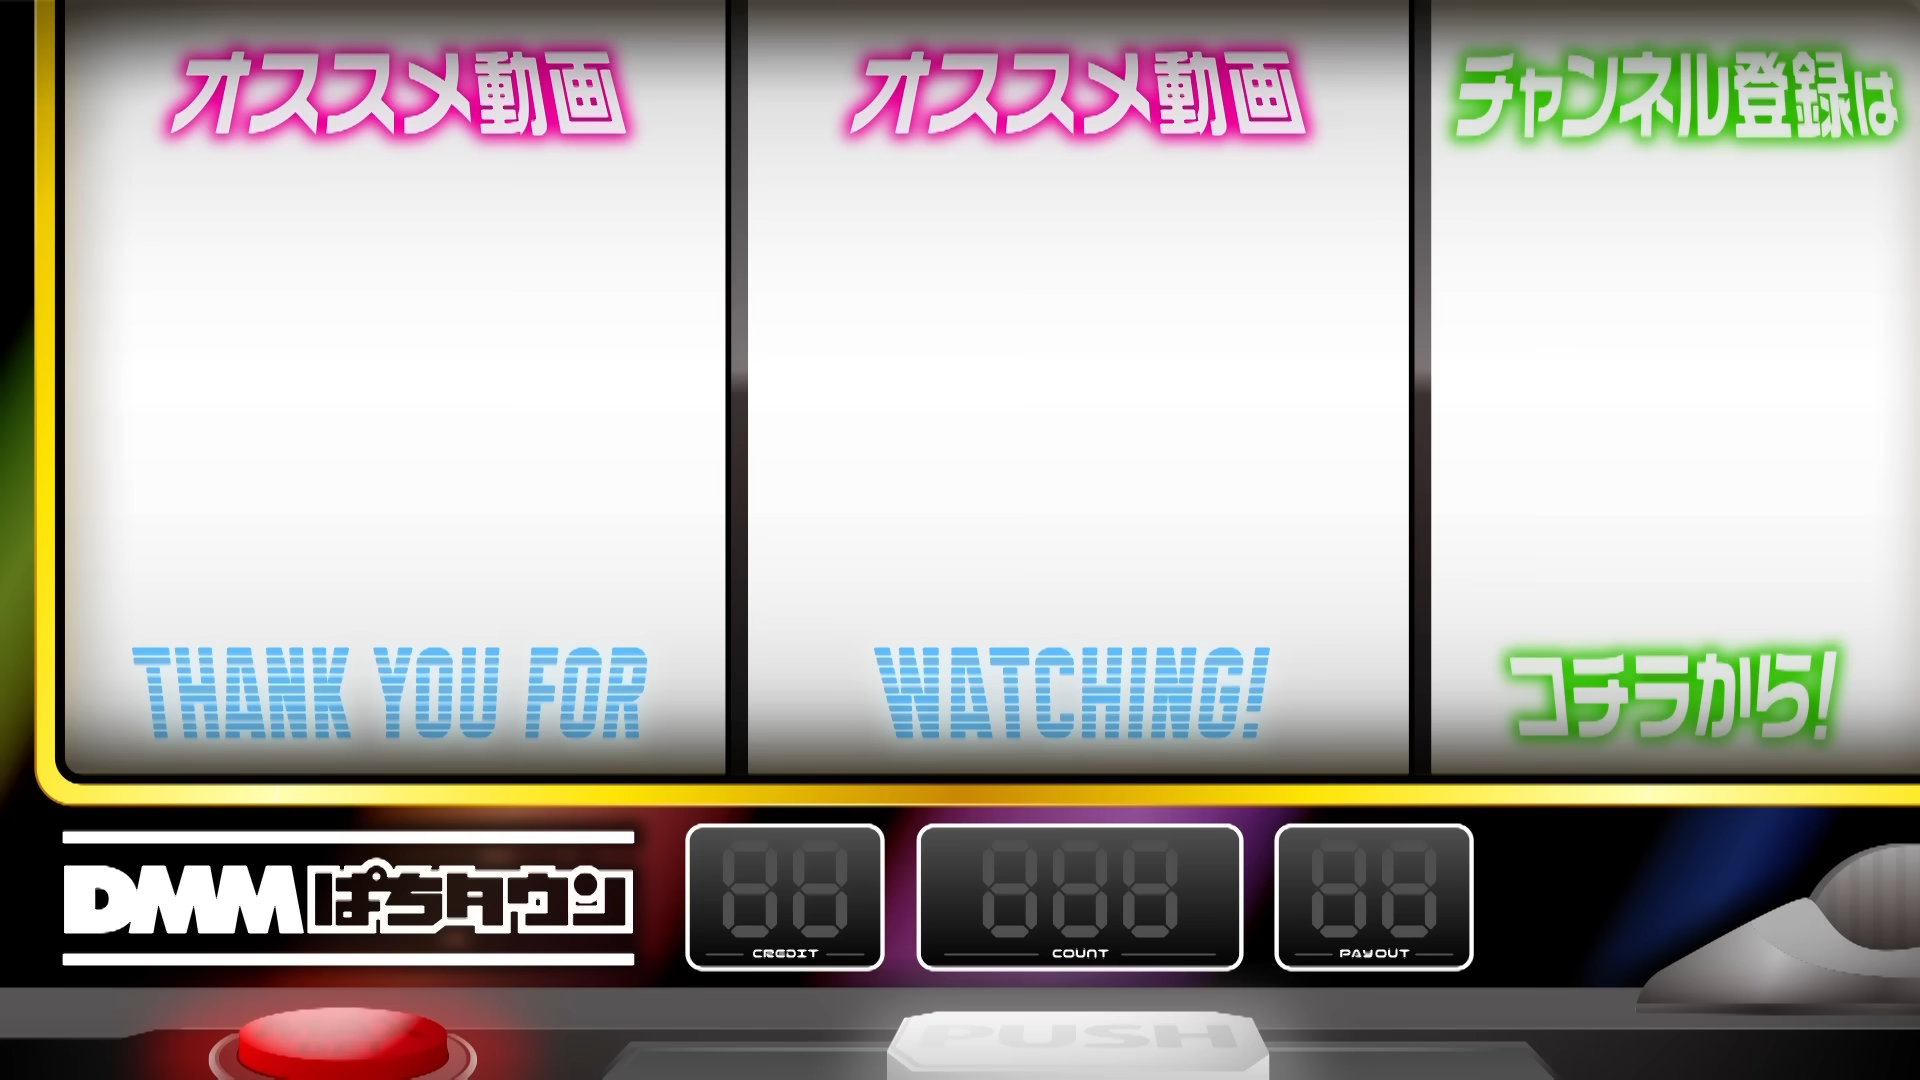 オススメ動画
オススメ動画
チャンネル登録は
THANK YOU FOR
WATCHING!
コチラから!
DMMぱちタウン
CREDIT
COUNT
PAYOUT
PUSH